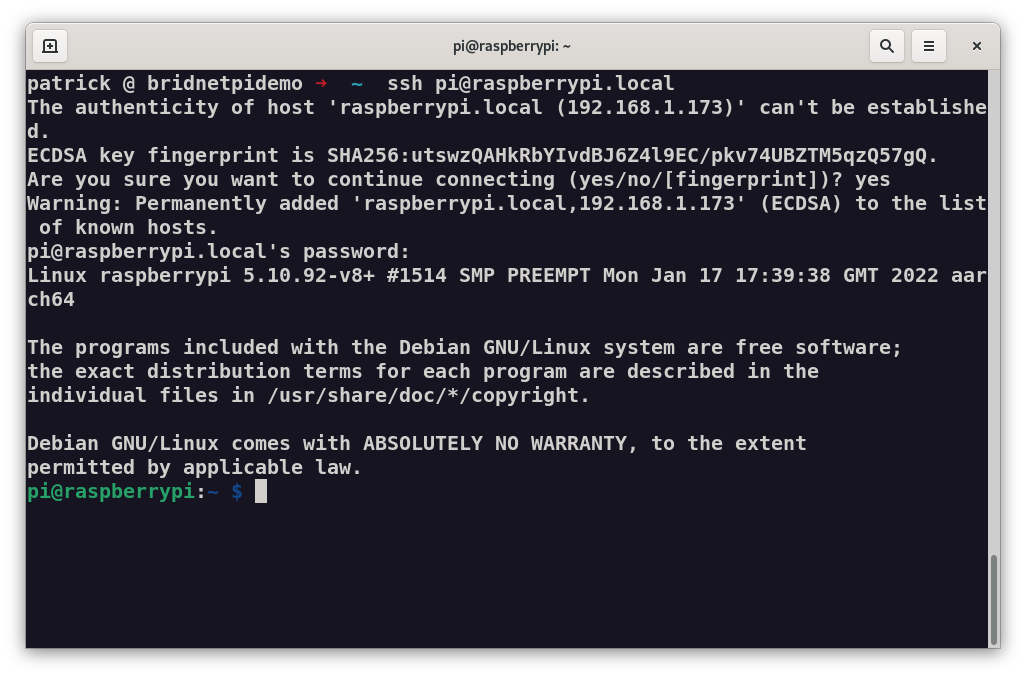 pi@raspberrypi: ~
patrick @ bridnetpidemo ➜  ~  ssh pi@raspberrypi.local
The authenticity of host 'raspberrypi.local (192.168.1.173)' can't be establishe
d.
ECDSA key fingerprint is SHA256:utswzQAHkRbYIvdBJ6Z4l9EC/pkv74UBZTM5qzQ57gQ.
Are you sure you want to continue connecting (yes/no/[fingerprint])? yes
Warning: Permanently added 'raspberrypi.local,192.168.1.173' (ECDSA) to the list
 of known hosts.
pi@raspberrypi.local's password:
Linux raspberrypi 5.10.92-v8+ #1514 SMP PREEMPT Mon Jan 17 17:39:38 GMT 2022 aar
ch64
The programs included with the Debian GNU/Linux system are free software;
the exact distribution terms for each program are described in the
individual files in /usr/share/doc/*/copyright.
Debian GNU/Linux comes with ABSOLUTELY NO WARRANTY, to the extent
permitted by applicable law.
pi@raspberrypi:~ $